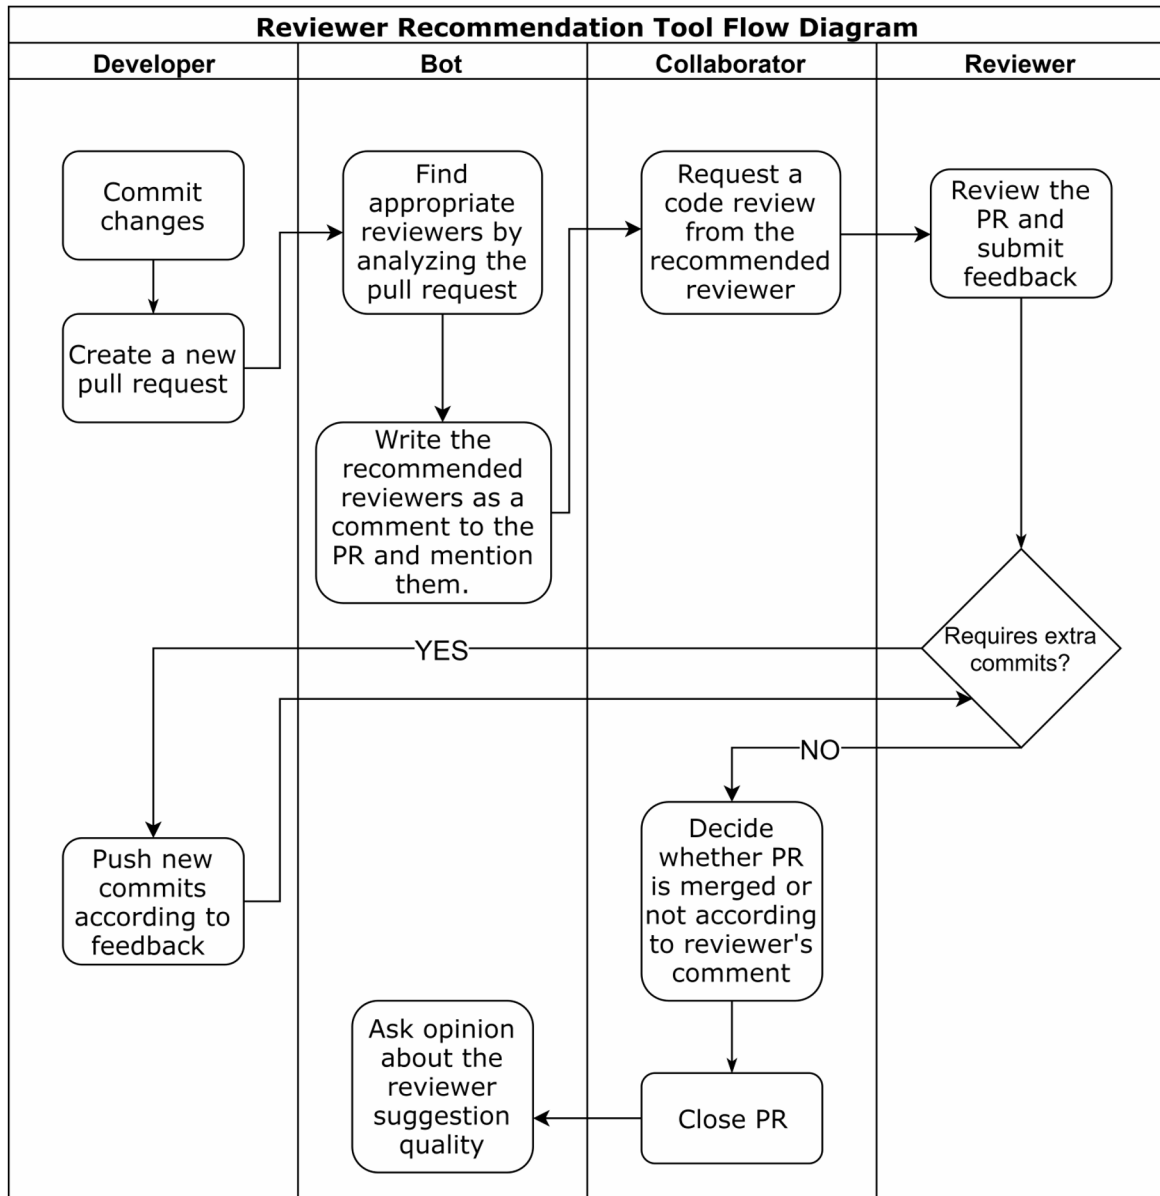 Reviewer Recommendation Tool Flow Diagram
Developer
Bot
Collaborator
Reviewer
Commit
changes
Create a new
pull request
Find
appropriate
reviewers by
analyzing the
pull request
Write the
recommended
reviewers as a
comment to the
PR and mention
them.
Request a
code review
from the
recommended
reviewer
Review the
PR and
submit
feedback
Requires extra
commits?
YES
NO
Push new
commits
according to
feedback
Decide
whether PR
is merged or
not according
to reviewer's
comment
Close PR
Ask opinion
about the
reviewer
suggestion
quality